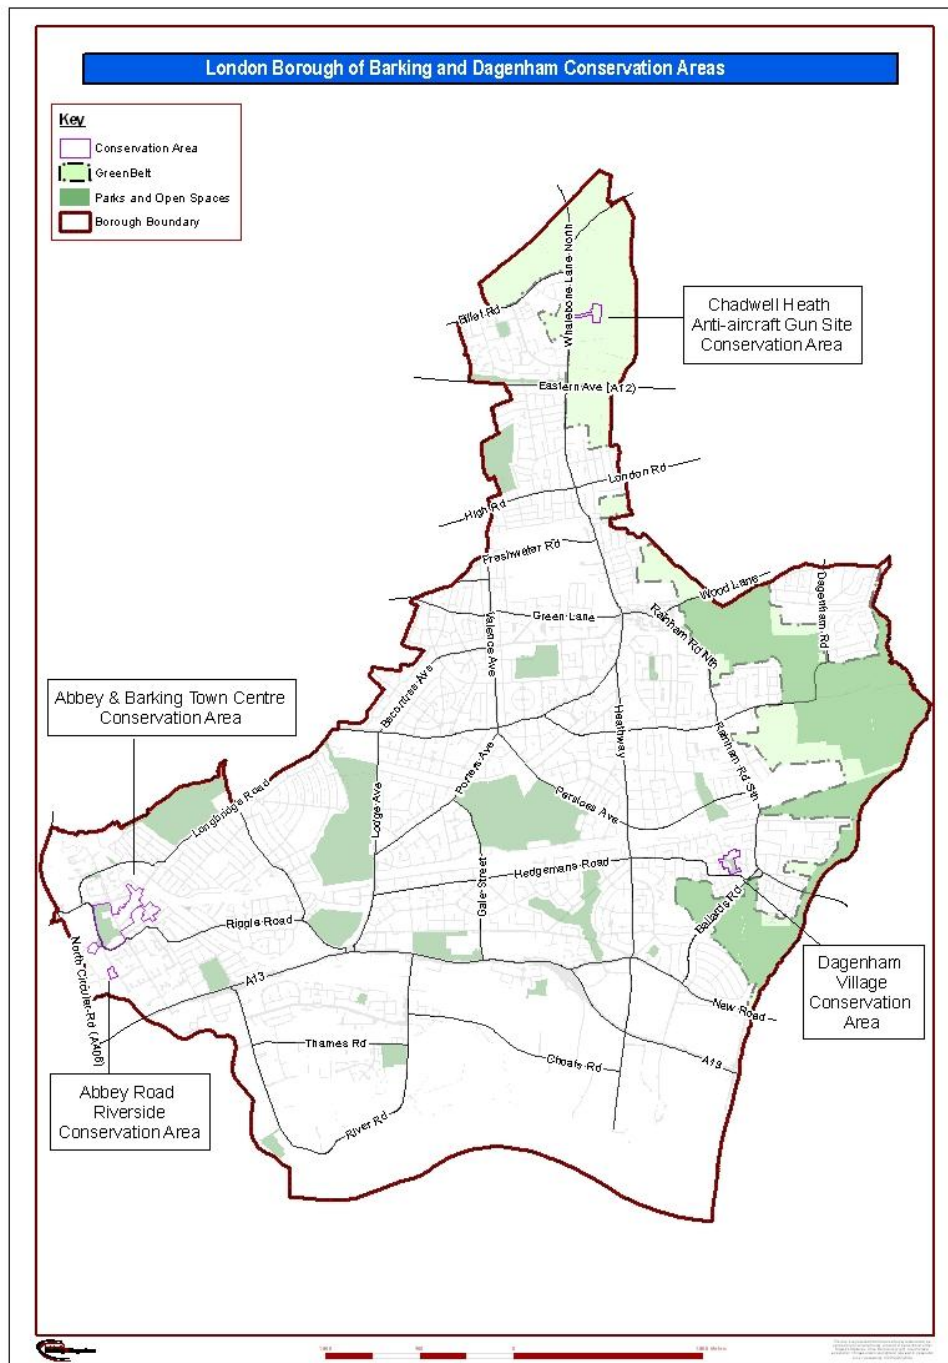 London Borough of Barking and Dagenham Conservation Areas
Key
Conservation Area
GreenBelt
Parks and Open Spaces
Borough Boundary
Whalebone Lane North
Billet Rd
Chadwell Heath
Anti-aircraft Gun Site
Conservation Area
Eastern Ave (A12)
London Rd
High Rd
Freshwater Rd
Wood Lane
Dagenham Rd
Green Lane
Valence Ave
Rainham Rd Nth
Becontree Ave
Abbey & Barking Town Centre
Conservation Area
Heathway
Rainham Rd Sth
Porters Ave
Lodge Ave
Longbridge Road
Parsloes Ave
Hedgemans Road
Gale Street
Ballards Rd
Ripple Road
North Circular Rd (A406)
A13
Dagenham
Village
Conservation
Area
New Road
Thames Rd
Choats Rd
A13
Abbey Road
Riverside
Conservation Area
River Rd